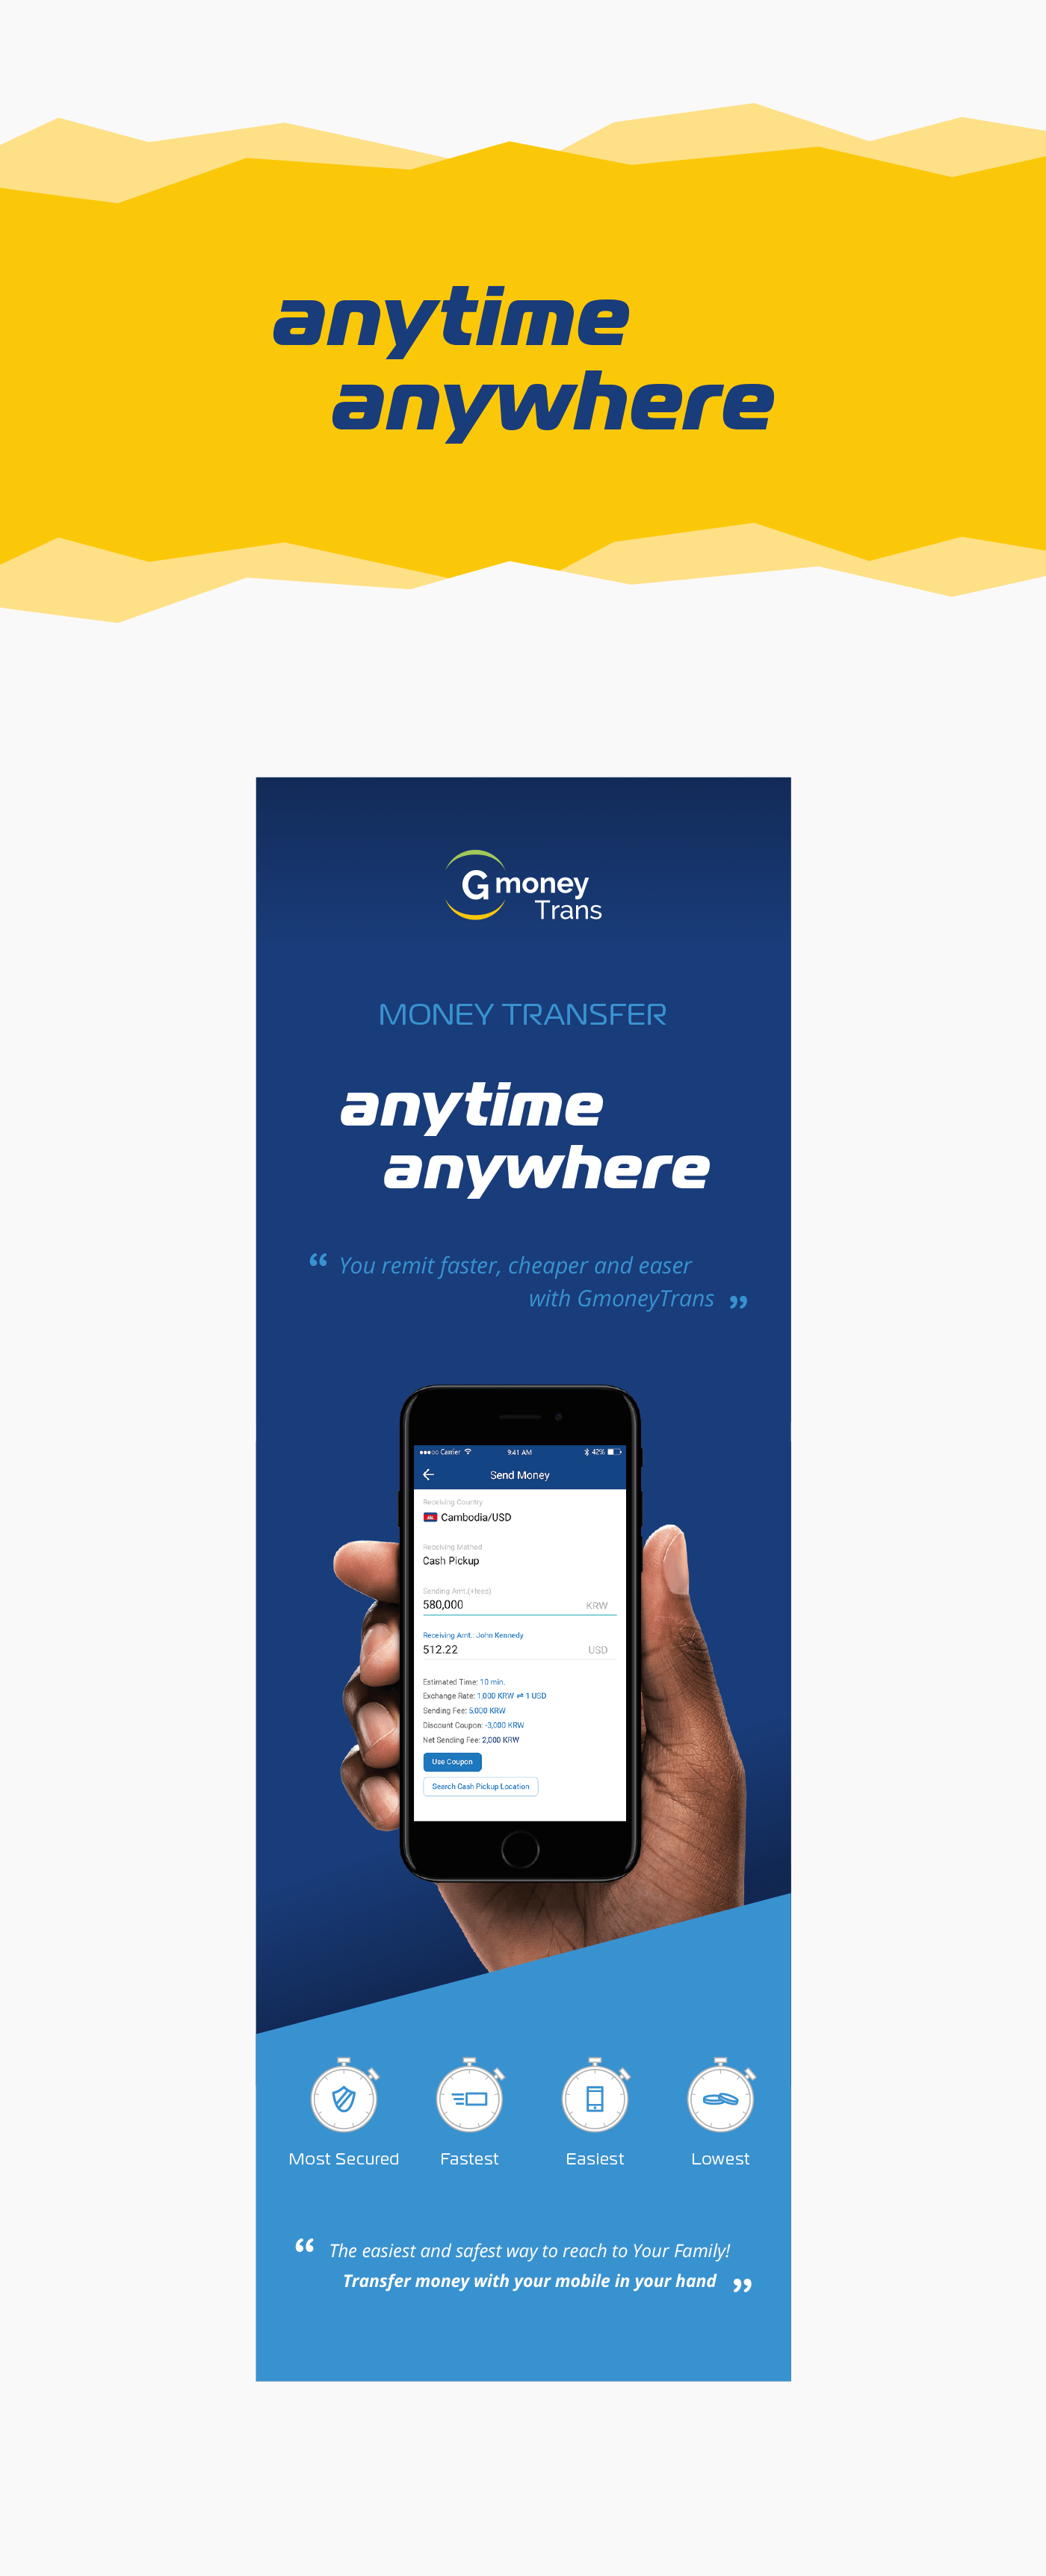 anytime
anywhere
G money
Trans
MONEY TRANSFER
anytime
anywhere
“ You remit faster, cheaper and easer
with GmoneyTrans ”
Carrier 9:41 AM 42%
Send Money
Receiving Country
Cambodia/USD
Receiving Method
Cash Pickup
Sending Amt.(+fees)
580,000 KRW
Receiving Amt.: John Kennedy
512.22 USD
Estimated Time: 10 min.
Exchange Rate: 1,000 KRW ⇌ 1 USD
Sending Fee: 5,000 KRW
Discount Coupon: -3,000 KRW
Net Sending Fee: 2,000 KRW
Use Coupon
Search Cash Pickup Location
Most Secured Fastest Easiest Lowest
“ The easiest and safest way to reach to Your Family!
Transfer money with your mobile in your hand ”